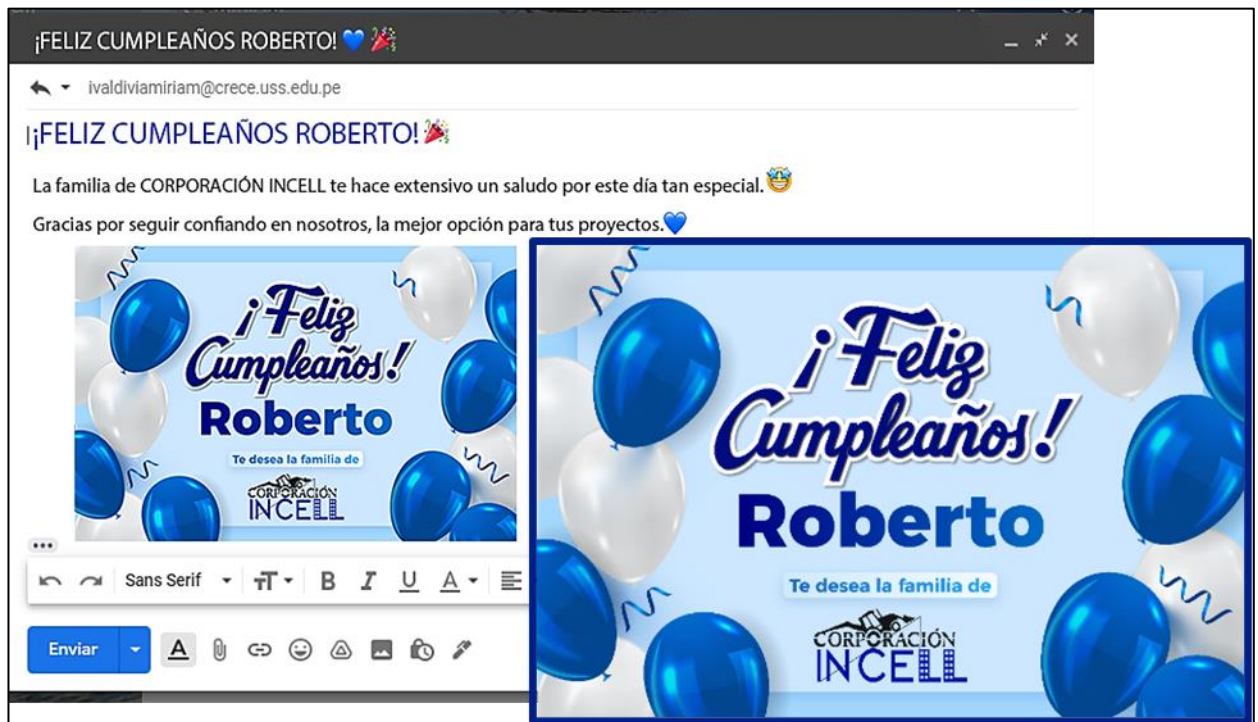 ¡FELIZ CUMPLEAÑOS ROBERTO! 💙 🎉
ivaldiviamiriam@crece.uss.edu.pe
¡FELIZ CUMPLEAÑOS ROBERTO! 🎉
La familia de CORPORACIÓN INCELL te hace extensivo un saludo por este día tan especial. 🤩
Gracias por seguir confiando en nosotros, la mejor opción para tus proyectos.💙
¡Feliz
Cumpleaños!
Roberto
Te desea la familia de
CORPORACIÓN
INCELL
Sans Serif
Enviar
¡Feliz
Cumpleaños!
Roberto
Te desea la familia de
CORPORACIÓN
INCELL